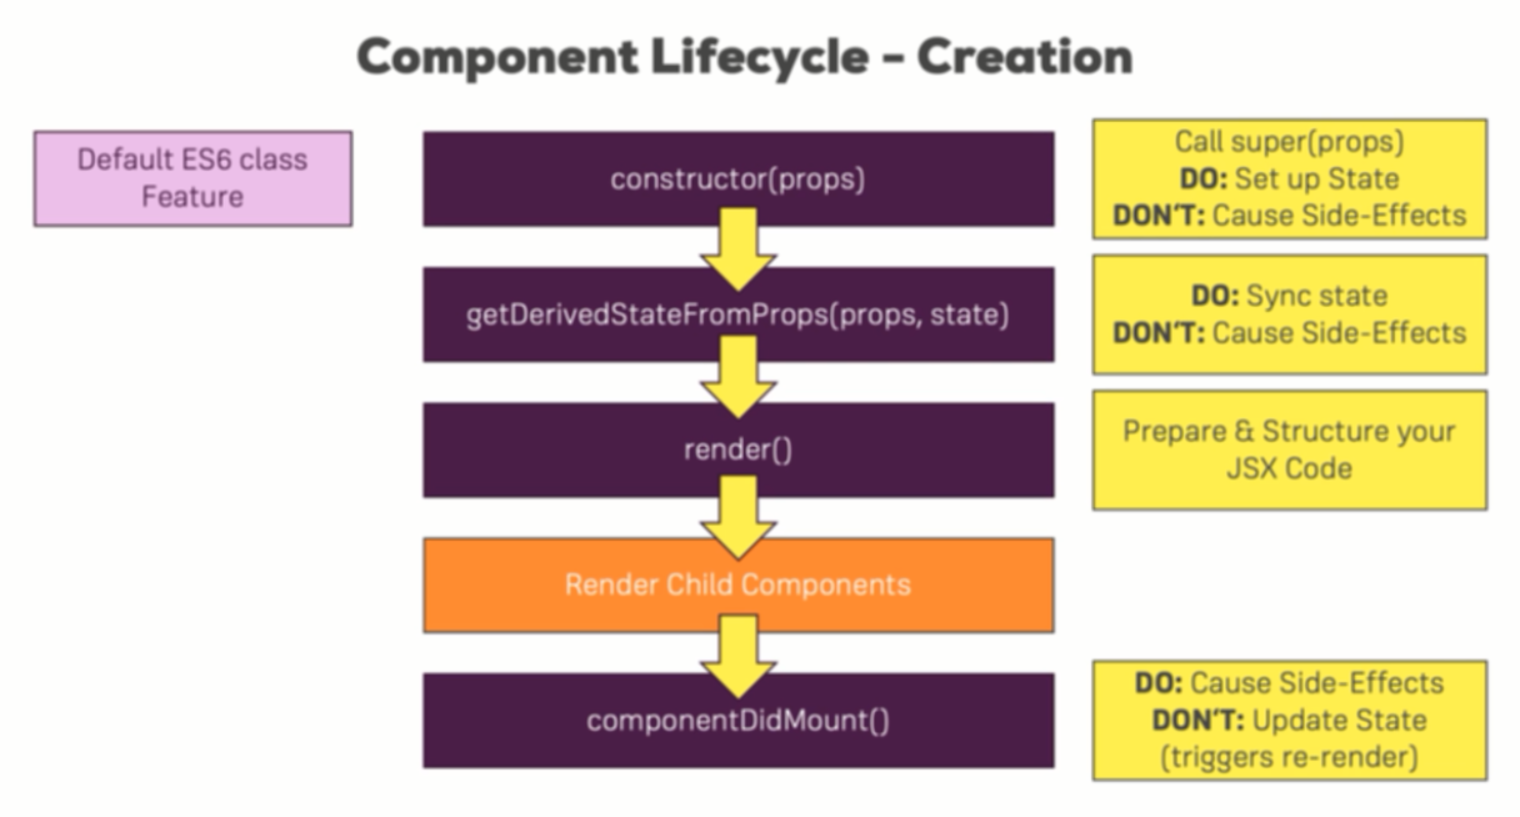 Component Lifecycle - Creation
Default ES6 class
Feature
constructor(props)
Call super(props)
DO: Set up State
DON'T: Cause Side-Effects
getDerivedStateFromProps(props, state)
DO: Sync state
DON'T: Cause Side-Effects
render()
Prepare & Structure your
JSX Code
Render Child Components
componentDidMount()
DO: Cause Side-Effects
DON'T: Update State
(triggers re-render)